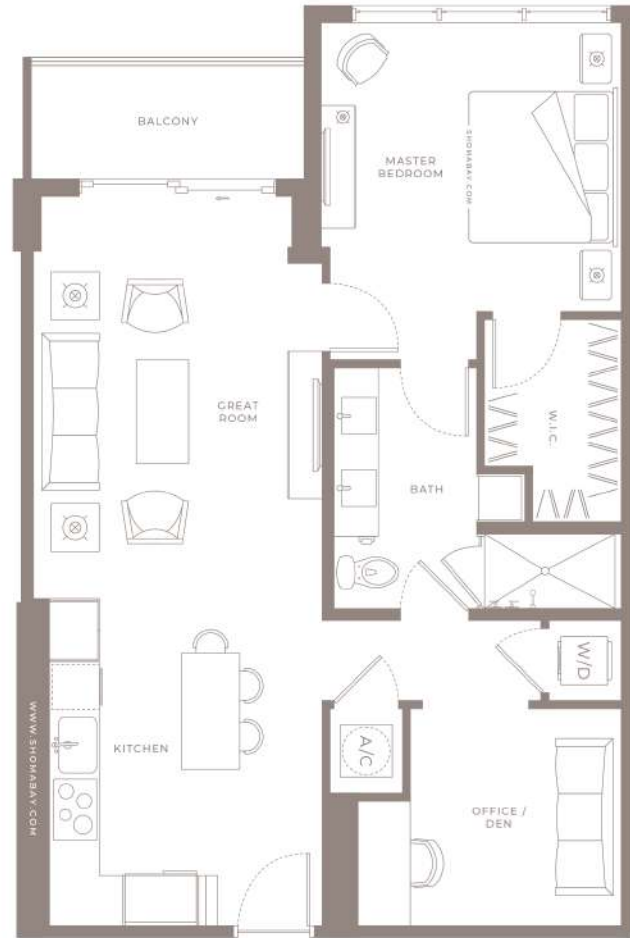 BALCONY
MASTER
BEDROOM
SHOMABAY.COM
GREAT
ROOM
W.I.C.
BATH
W/D
A/C
KITCHEN
WWW.SHOMABAY.COM
OFFICE /
DEN